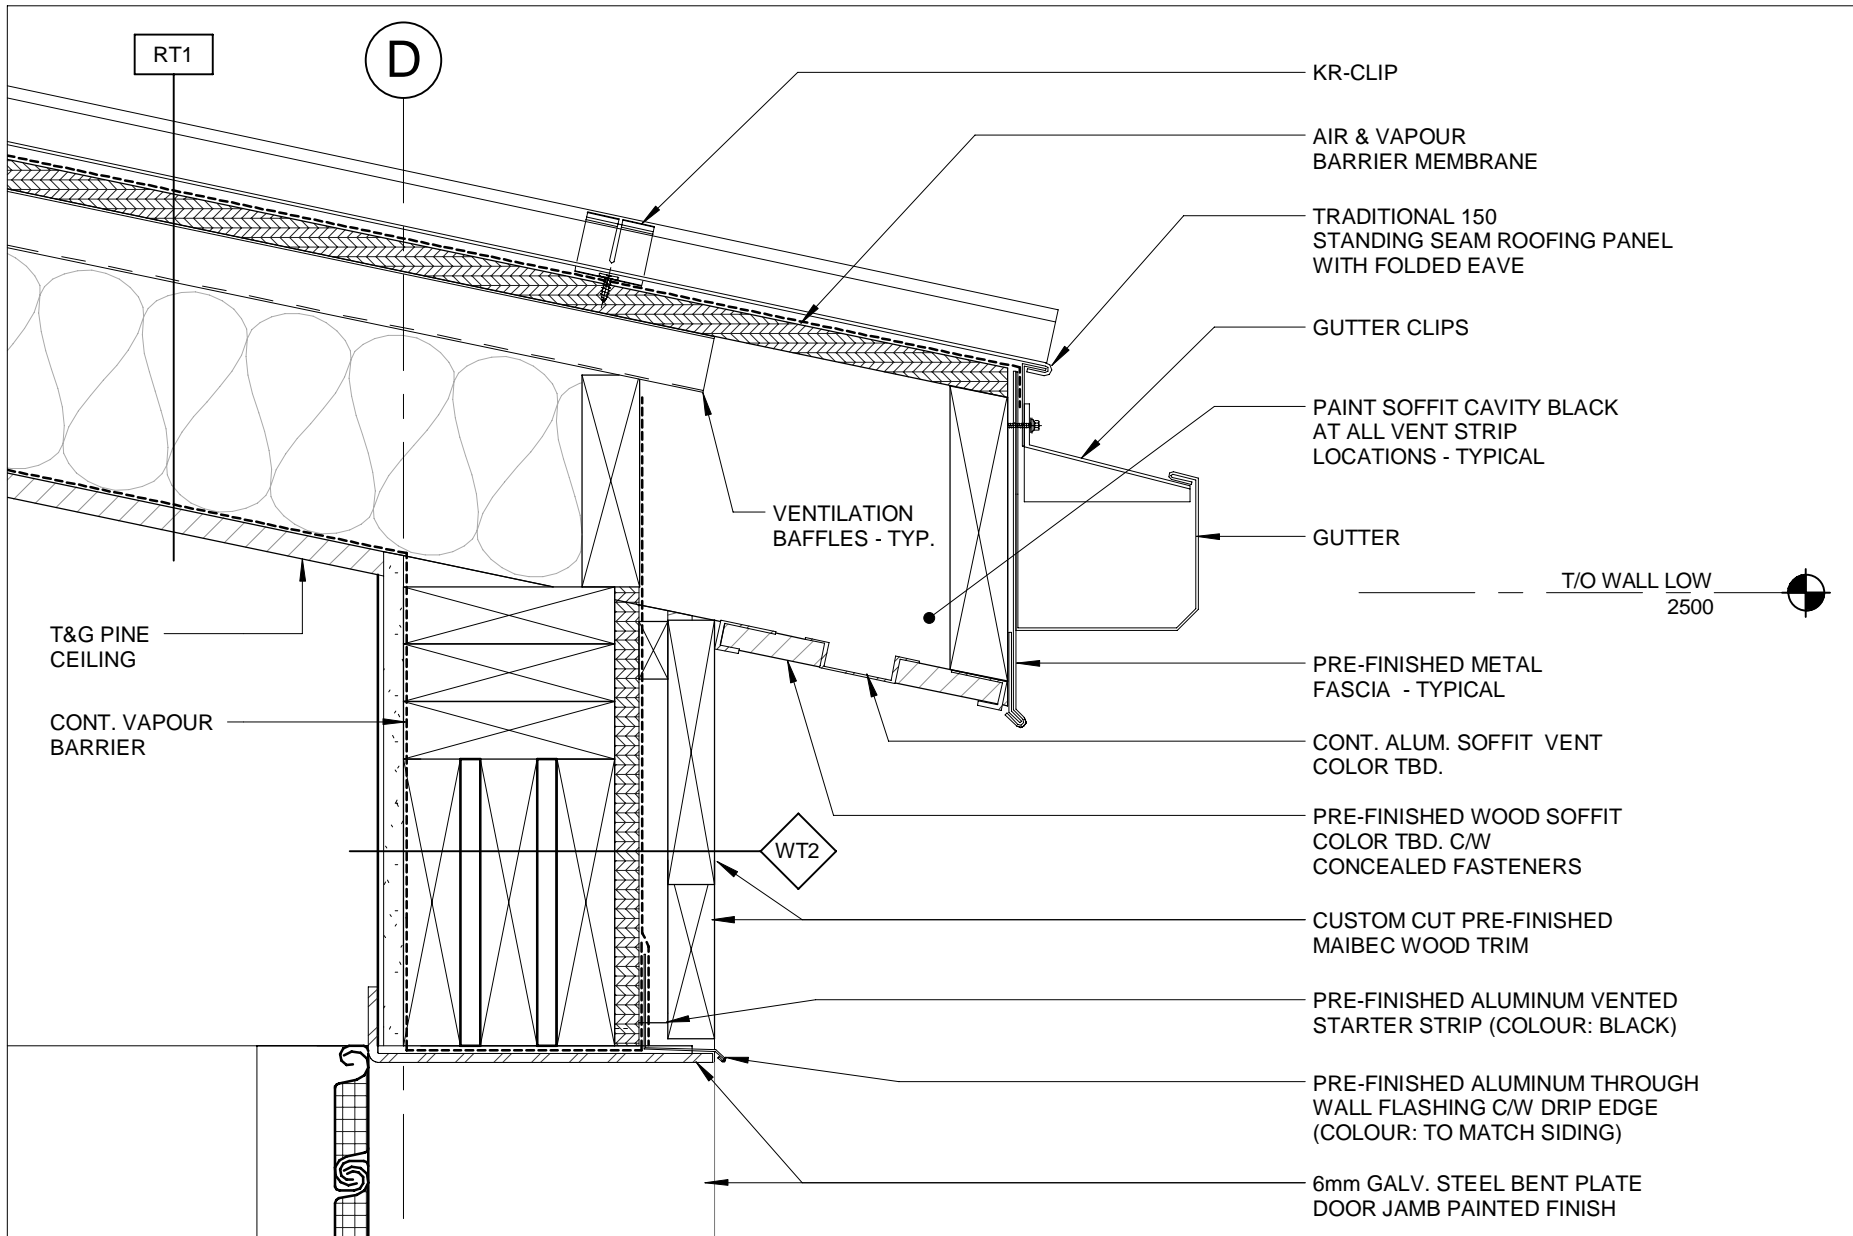 RT1
D
KR-CLIP
AIR & VAPOUR
BARRIER MEMBRANE
TRADITIONAL 150
STANDING SEAM ROOFING PANEL
WITH FOLDED EAVE
GUTTER CLIPS
PAINT SOFFIT CAVITY BLACK
AT ALL VENT STRIP
LOCATIONS - TYPICAL
VENTILATION
BAFFLES - TYP.
GUTTER
T/O WALL LOW
2500
T&G PINE
CEILING
PRE-FINISHED METAL
FASCIA - TYPICAL
CONT. VAPOUR
BARRIER
CONT. ALUM. SOFFIT VENT
COLOR TBD.
PRE-FINISHED WOOD SOFFIT
COLOR TBD. C/W
CONCEALED FASTENERS
WT2
CUSTOM CUT PRE-FINISHED
MAIBEC WOOD TRIM
PRE-FINISHED ALUMINUM VENTED
STARTER STRIP (COLOUR: BLACK)
PRE-FINISHED ALUMINUM THROUGH
WALL FLASHING C/W DRIP EDGE
(COLOUR: TO MATCH SIDING)
6mm GALV. STEEL BENT PLATE
DOOR JAMB PAINTED FINISH